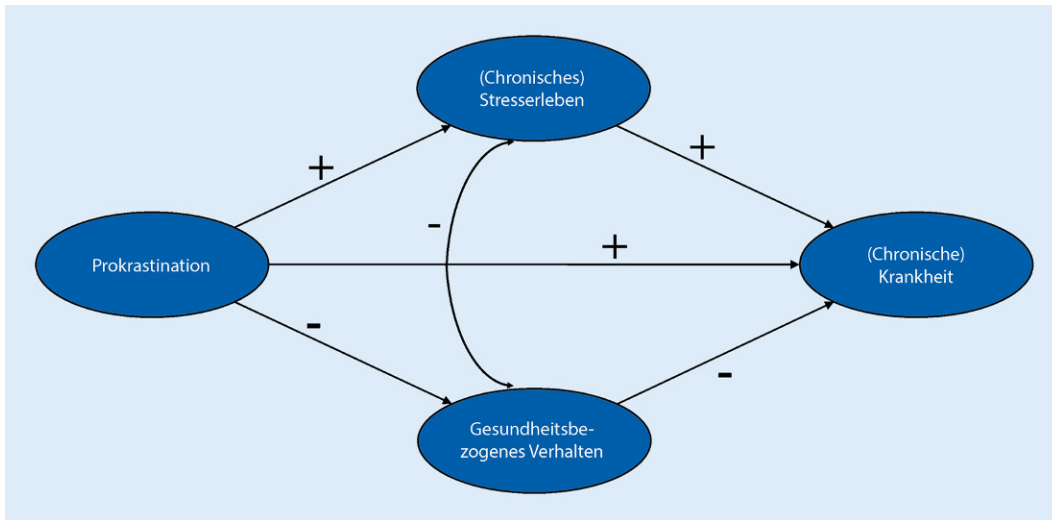 (Chronisches)
Stresserleben
+
+
-
+
Prokrastination
(Chronische)
Krankheit
-
-
Gesundheitsbe-
zogenes Verhalten